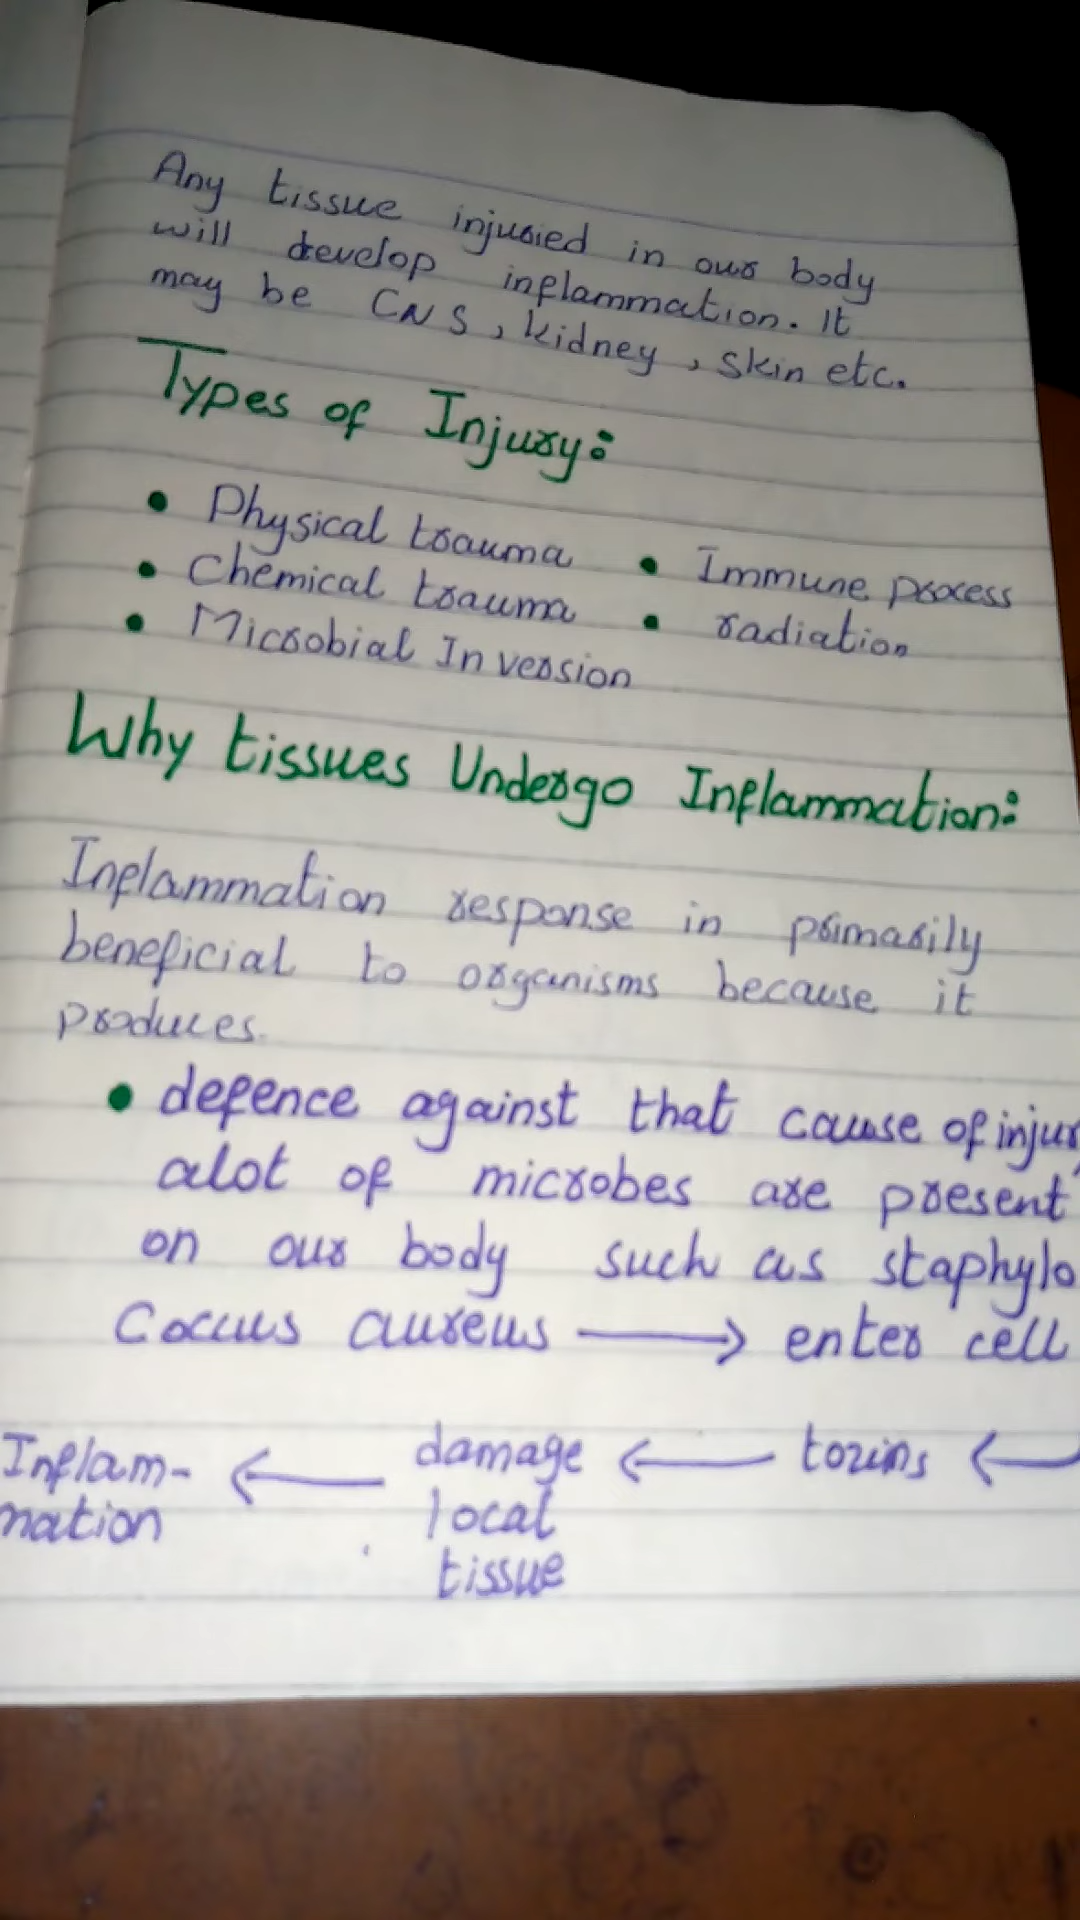 Any tissue injuried in our body
will develop inflammation. It
may be CNS, kidney, skin etc.
Types of Injury:
• Physical trauma • Immune process
• Chemical trauma • radiation
• Microbial Inversion
Why tissues Undergo Inflammation:
Inflammation response in primarily
beneficial to organisms because it
produces.
• defence against that cause of injury
alot of microbes are present
on our body such as staphylo
Coccus aureus → enter cell
Inflam- ← damage ← toxins ←
mation local
tissue